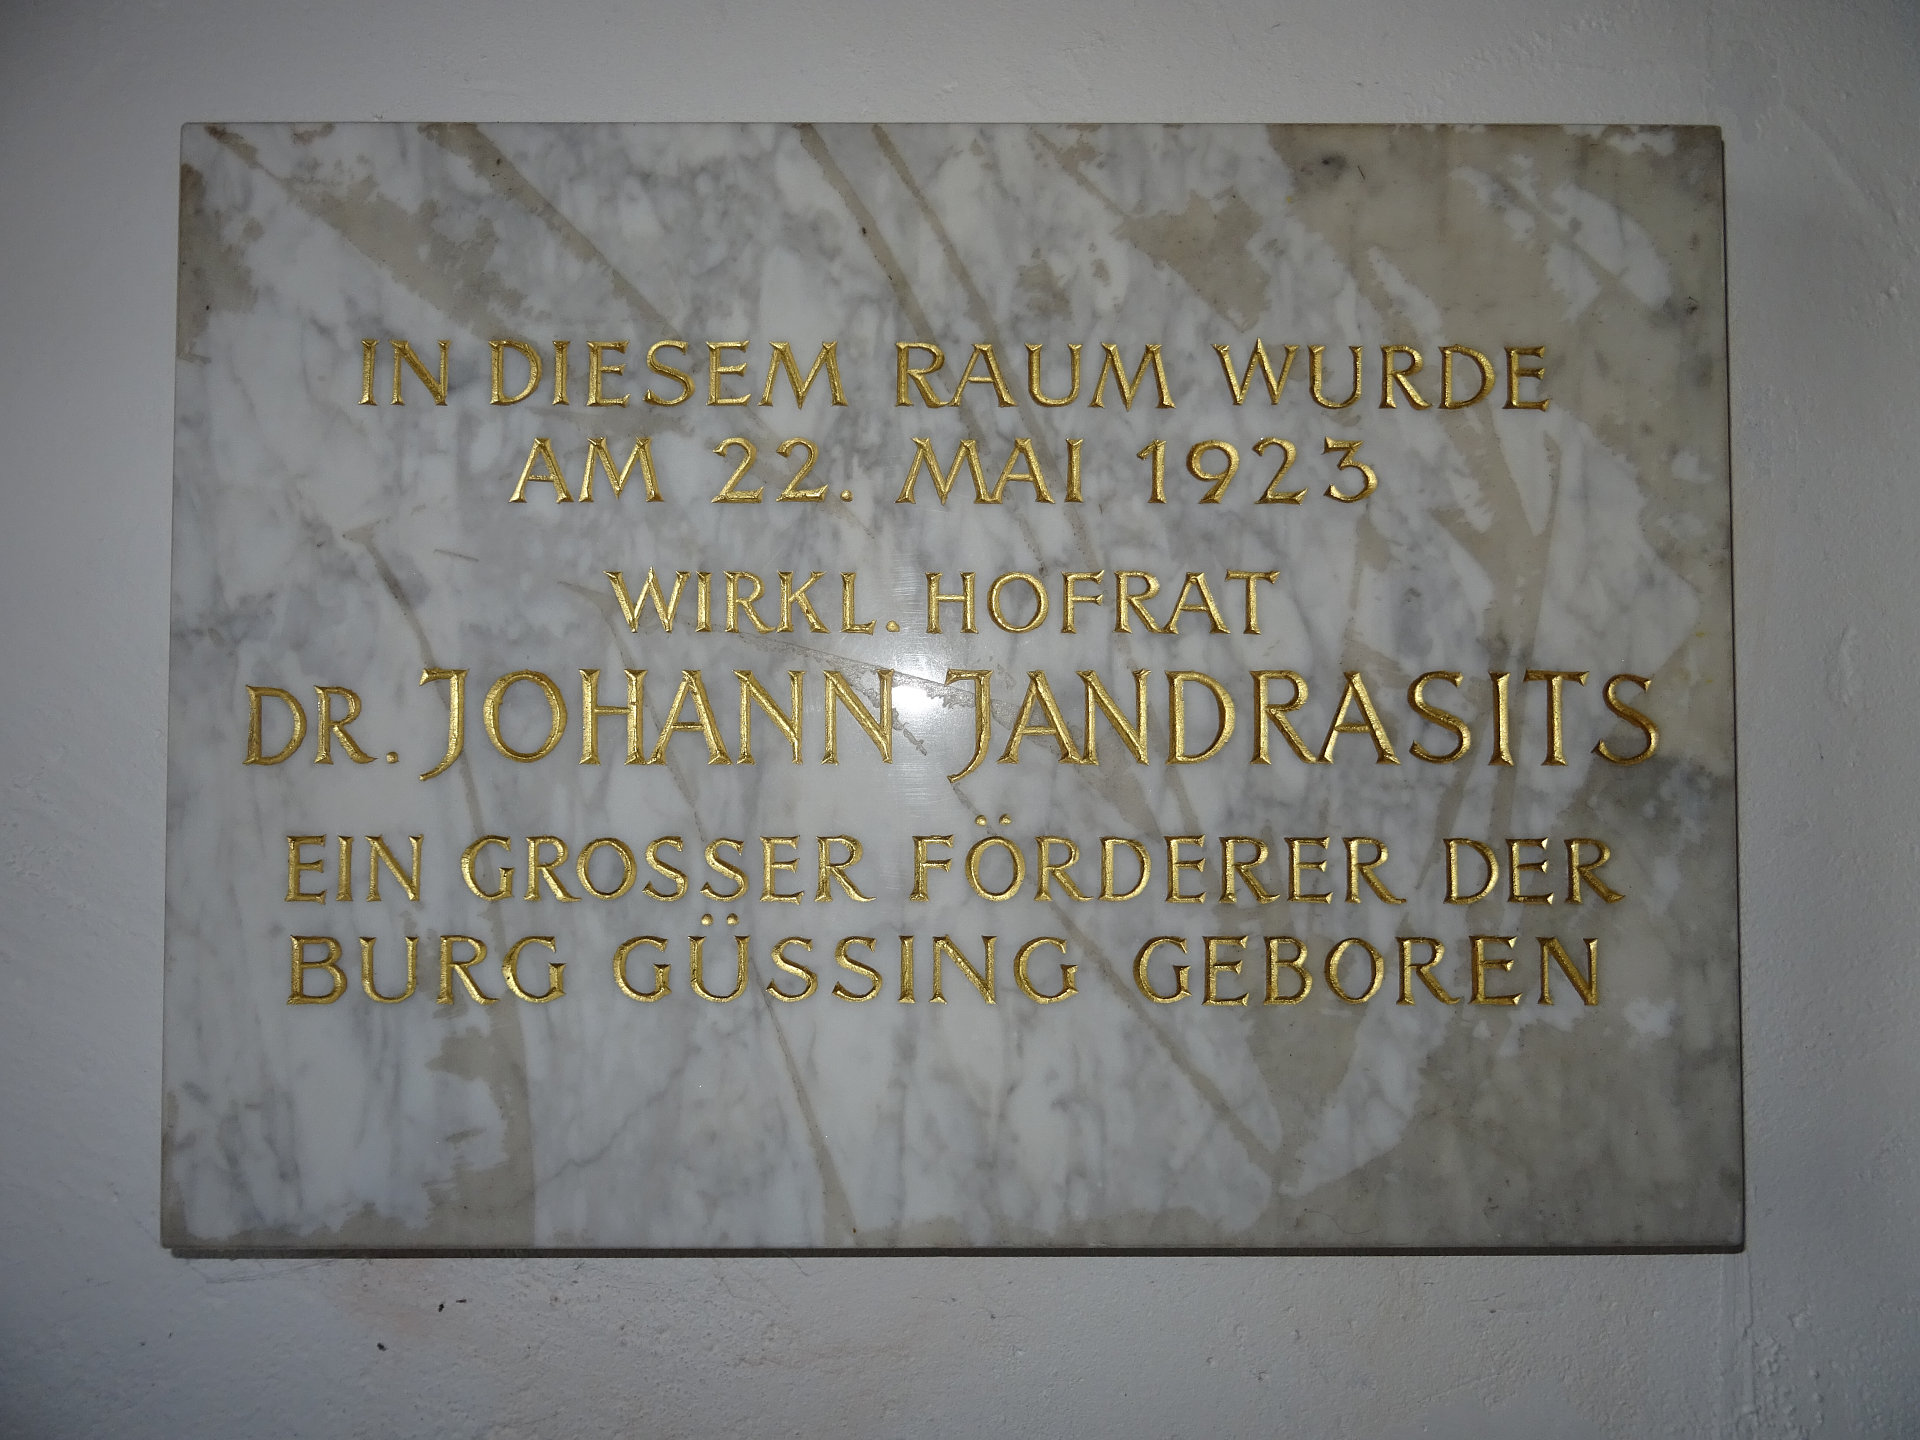 IN DIESEM RAUM WURDE
AM 22. MAI 1923
WIRKL. HOFRAT
DR. JOHANN JANDRASITS
EIN GROSSER FÖRDERER DER
BURG GÜSSING GEBOREN